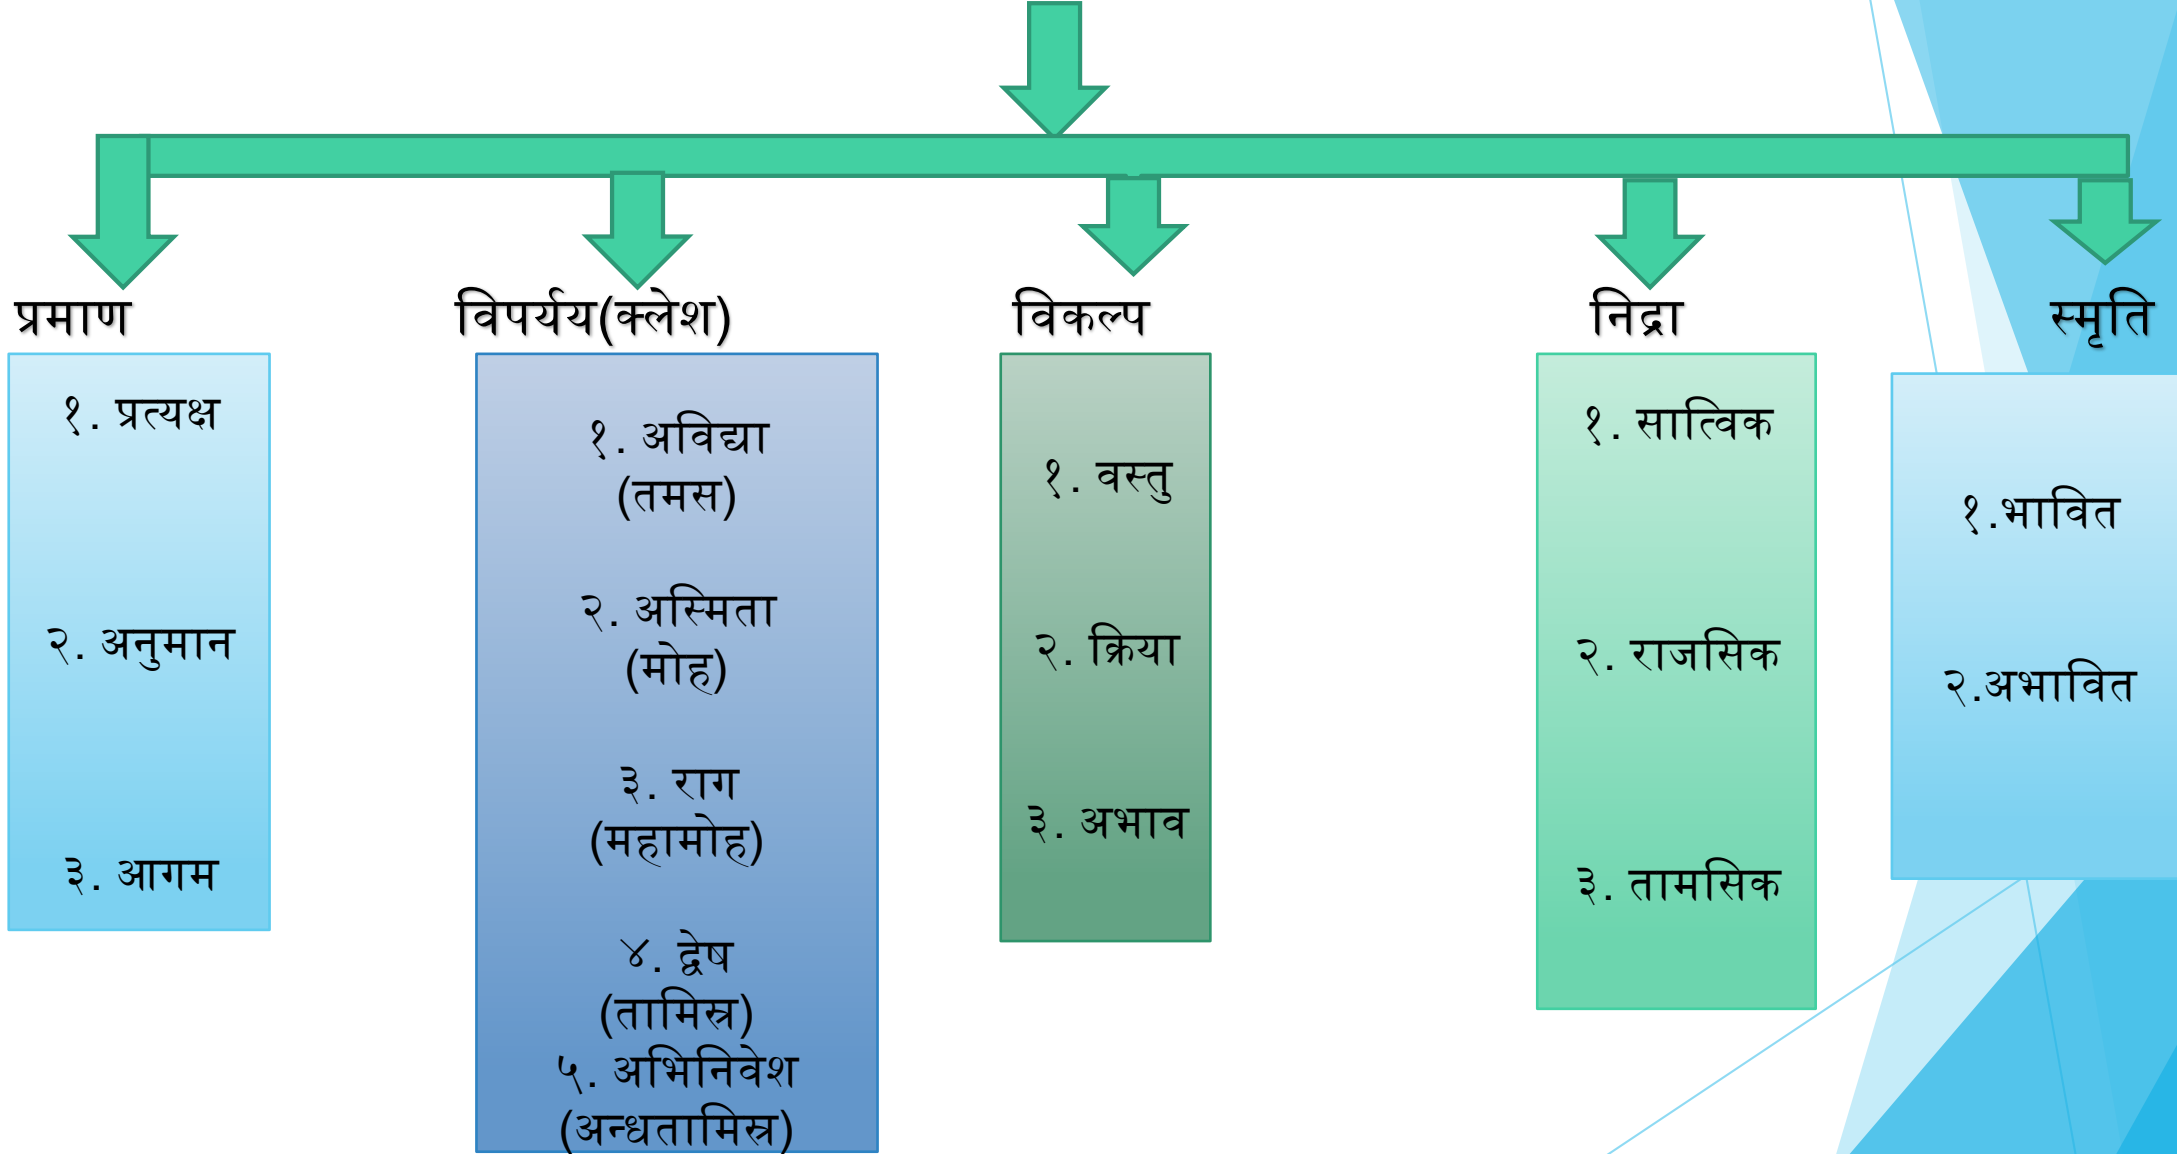 प्रमाण
१. प्रत्यक्ष
२. अनुमान
३. आगम
विपर्यय(क्लेश)
१. अविद्या
(तमस)
२. अस्मिता
(मोह)
३. राग
(महामोह)
४. द्वेष
(तामिस्र)
५. अभिनिवेश
(अन्धतामिस्र)
विकल्प
१. वस्तु
२. क्रिया
३. अभाव
निद्रा
१. सात्विक
२. राजसिक
३. तामसिक
स्मृति
१.भावित
२.अभावित